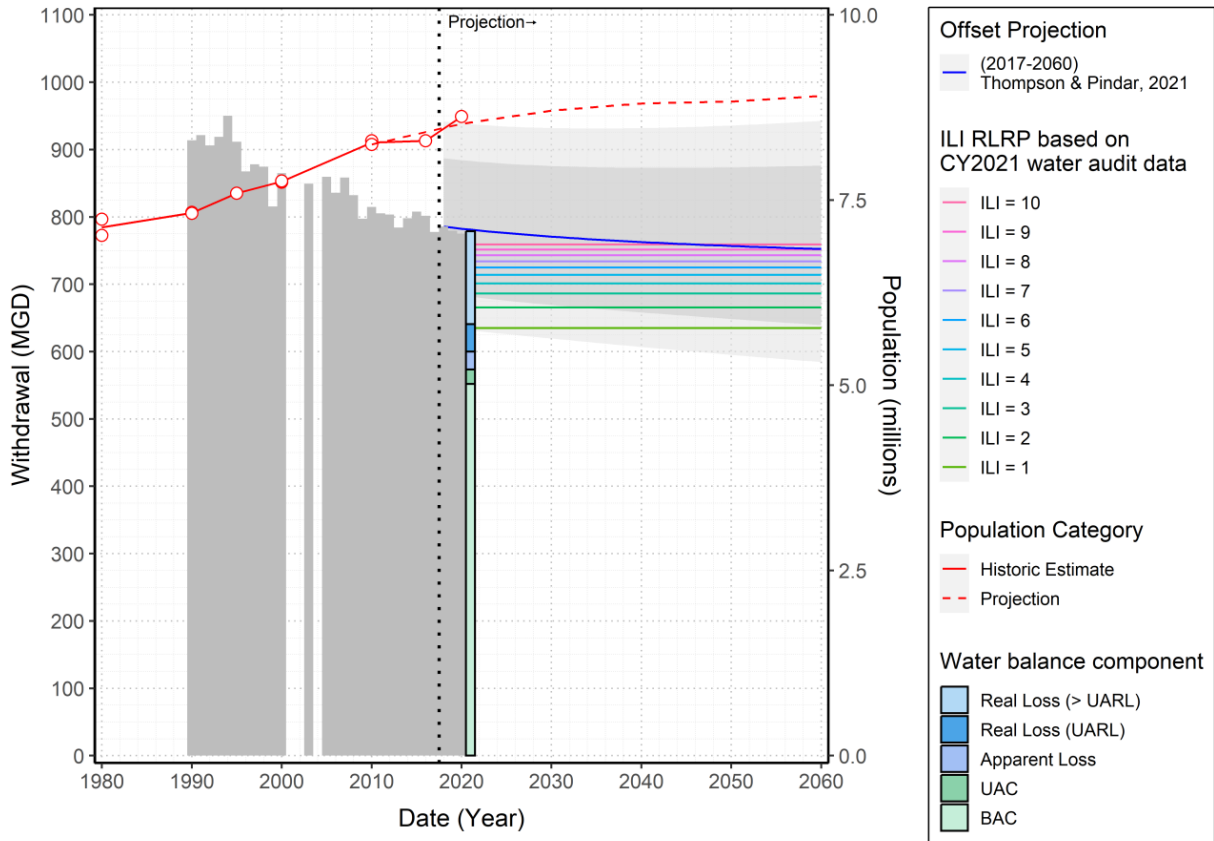 Projection→
Withdrawal (MGD)
1100
1000
900
800
700
600
500
400
300
200
100
0
1980
1990
2000
2010
2020
2030
2040
2050
2060
Date (Year)
10.0
7.5
5.0
2.5
0.0
Population (millions)
Offset Projection
(2017-2060)
Thompson & Pindar, 2021
ILI RLRP based on
CY2021 water audit data
ILI = 10
ILI = 9
ILI = 8
ILI = 7
ILI = 6
ILI = 5
ILI = 4
ILI = 3
ILI = 2
ILI = 1
Population Category
Historic Estimate
Projection
Water balance component
Real Loss (> UARL)
Real Loss (UARL)
Apparent Loss
UAC
BAC